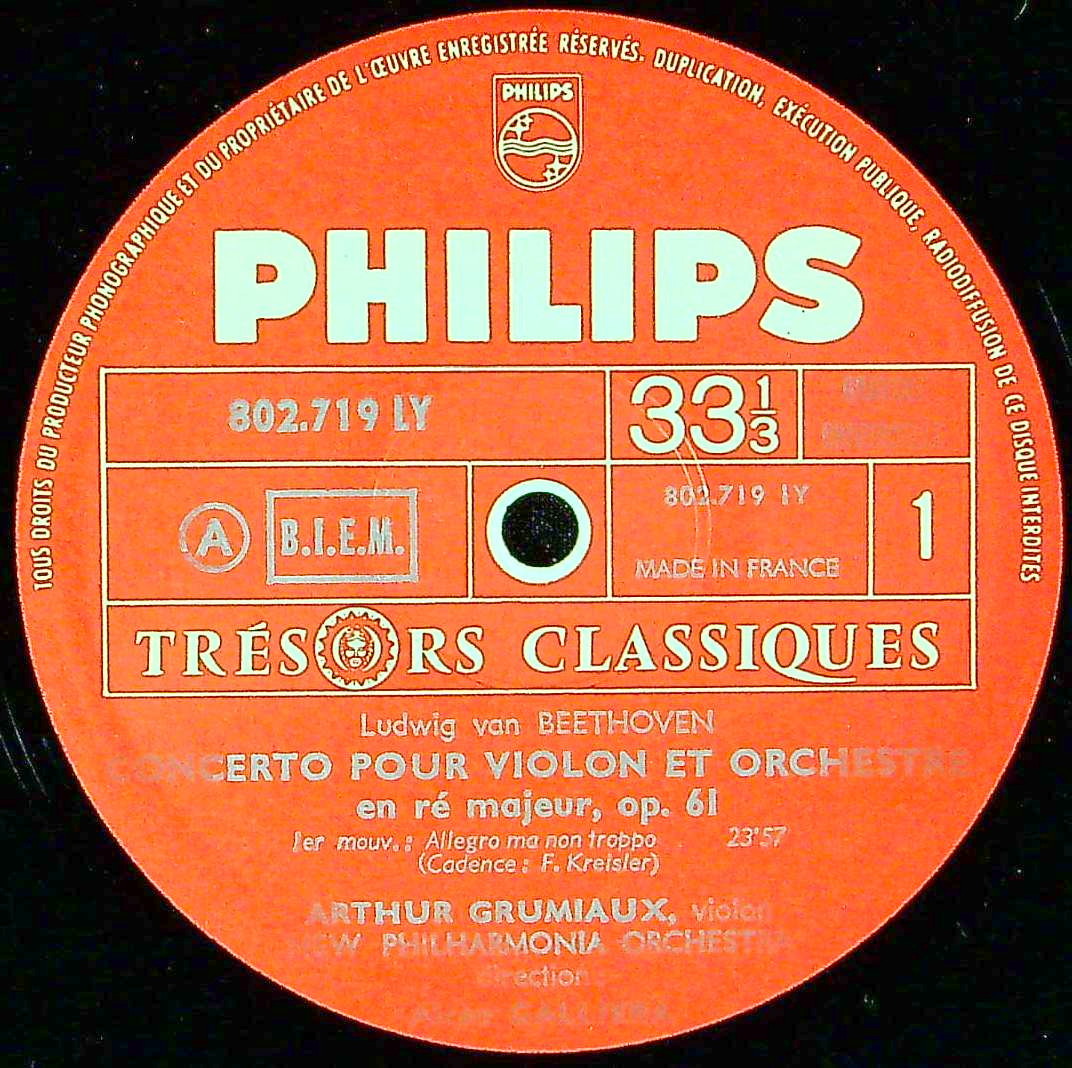 TOUS DROITS DU PRODUCTEUR PHONOGRAPHIQUE ET DU PROPRIÉTAIRE DE L'ŒUVRE ENREGISTRÉE RÉSERVÉS. DUPLICATION, EXÉCUTION PUBLIQUE, RADIODIFFUSION DE CE DISQUE INTERDITES
PHILIPS
PHILIPS
802.719 LY
33 1/3
A
B.I.E.M.
802.719 LY
MADE IN FRANCE
1
TRÉSORS CLASSIQUES
Ludwig van BEETHOVEN
CONCERTO POUR VIOLON ET ORCHESTRE
en ré majeur, op. 61
1er mouv. : Allegro ma non troppo 23'57
(Cadence : F. Kreisler)
ARTHUR GRUMIAUX, violon
NEW PHILHARMONIA ORCHESTRA
direction
GALLIERA